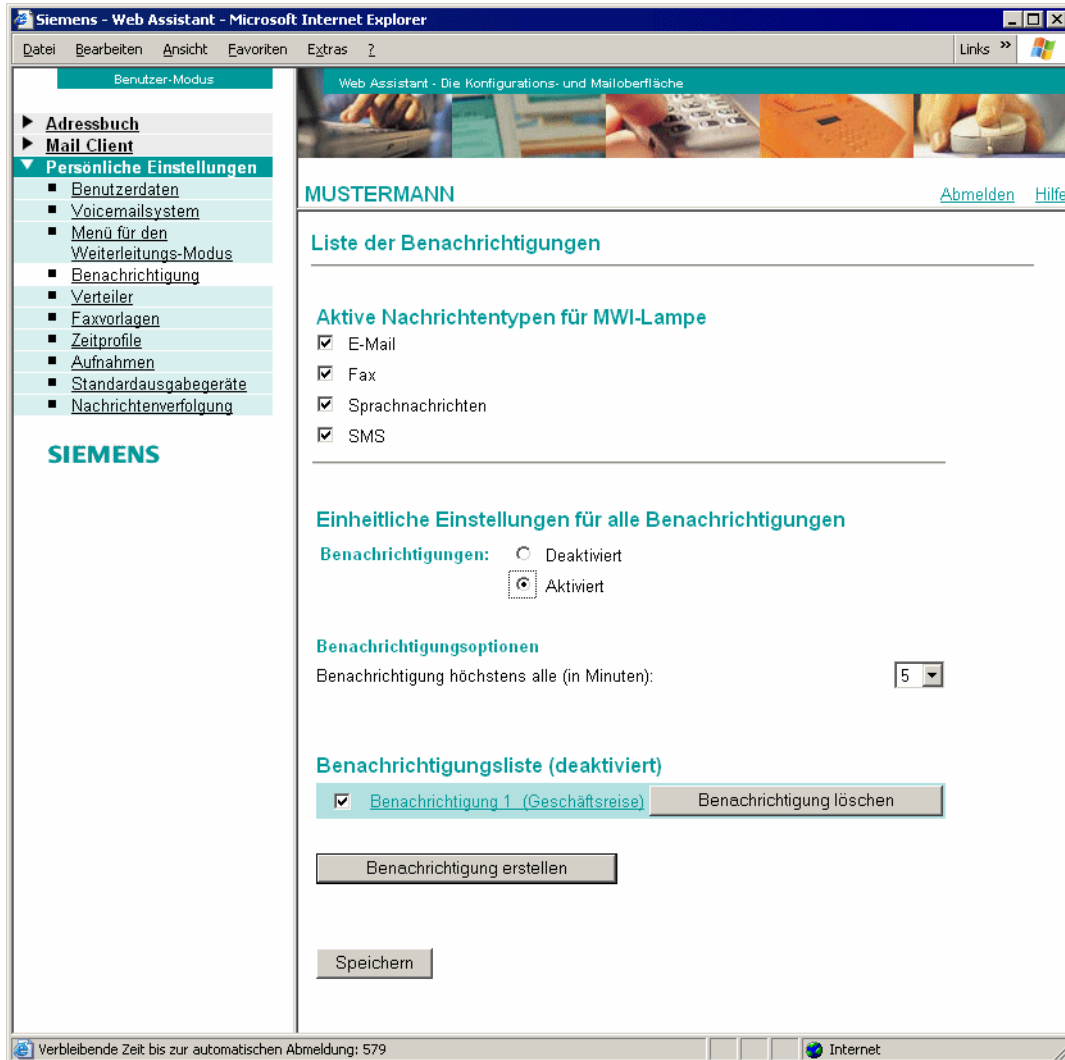 Siemens - Web Assistant - Microsoft Internet Explorer
Datei Bearbeiten Ansicht Favoriten Extras ?
Links »
Benutzer-Modus
Web Assistant - Die Konfigurations- und Mailoberfläche
Adressbuch
Mail Client
Persönliche Einstellungen
Benutzerdaten
Voicemailsystem
Menü für den
Weiterleitungs-Modus
Benachrichtigung
Verteiler
Faxvorlagen
Zeitprofile
Aufnahmen
Standardausgabegeräte
Nachrichtenverfolgung
SIEMENS
MUSTERMANN
Abmelden Hilfe
Liste der Benachrichtigungen
Aktive Nachrichtentypen für MWI-Lampe
E-Mail
Fax
Sprachnachrichten
SMS
Einheitliche Einstellungen für alle Benachrichtigungen
Benachrichtigungen: Deaktiviert
Aktiviert
Benachrichtigungsoptionen
Benachrichtigung höchstens alle (in Minuten): 5
Benachrichtigungsliste (deaktiviert)
Benachrichtigung 1 (Geschäftsreise) Benachrichtigung löschen
Benachrichtigung erstellen
Speichern
Verbleibende Zeit bis zur automatischen Abmeldung: 579
Internet